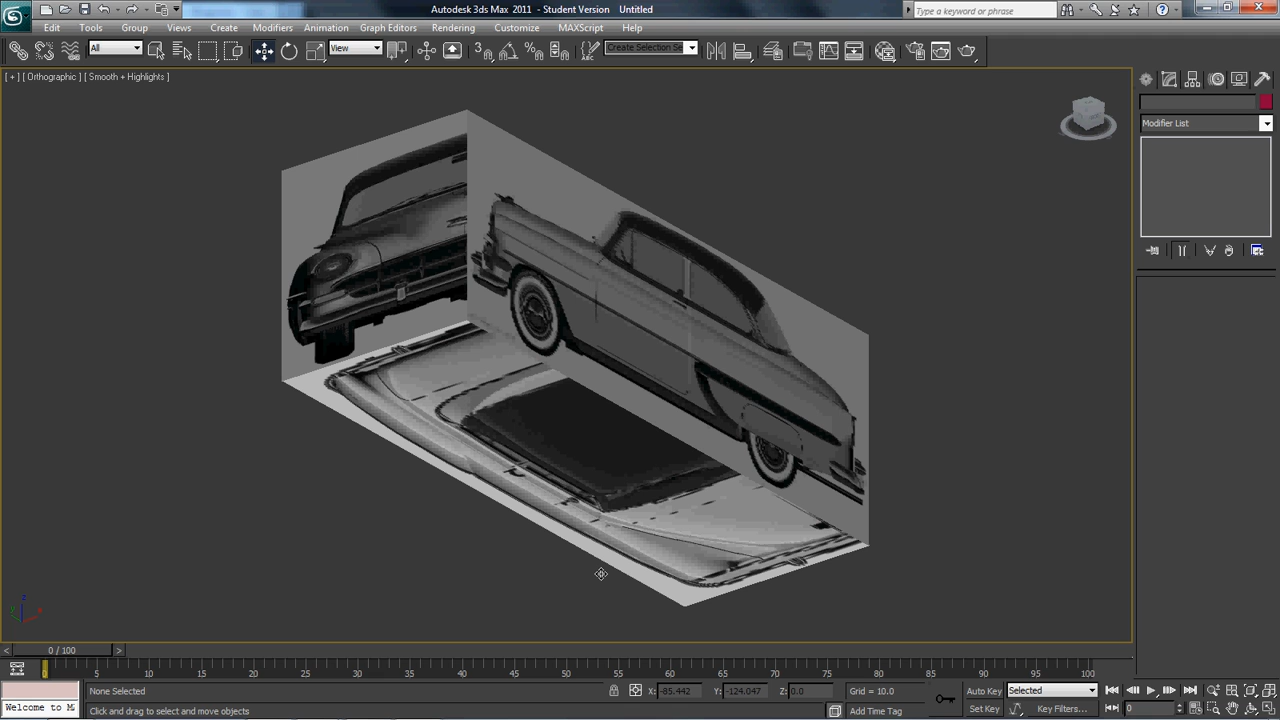 Autodesk 3ds Max 2011 - Student Version Untitled
Type a keyword or phrase
Edit Tools Group Views Create Modifiers Animation Graph Editors Rendering Customize MAXScript Help
All View Create Selection Se
[ + ] [ Orthographic ] [ Smooth + Highlights ]
Modifier List
0 / 100
0 5 10 15 20 25 30 35 40 45 50 55 60 65 70 75 80 85 90 95 100
None Selected X: -85.442 Y: -124.047 Z: 0.0 Grid = 10.0 Auto Key Selected
Welcome to M Click and drag to select and move objects Add Time Tag Set Key Key Filters... 0